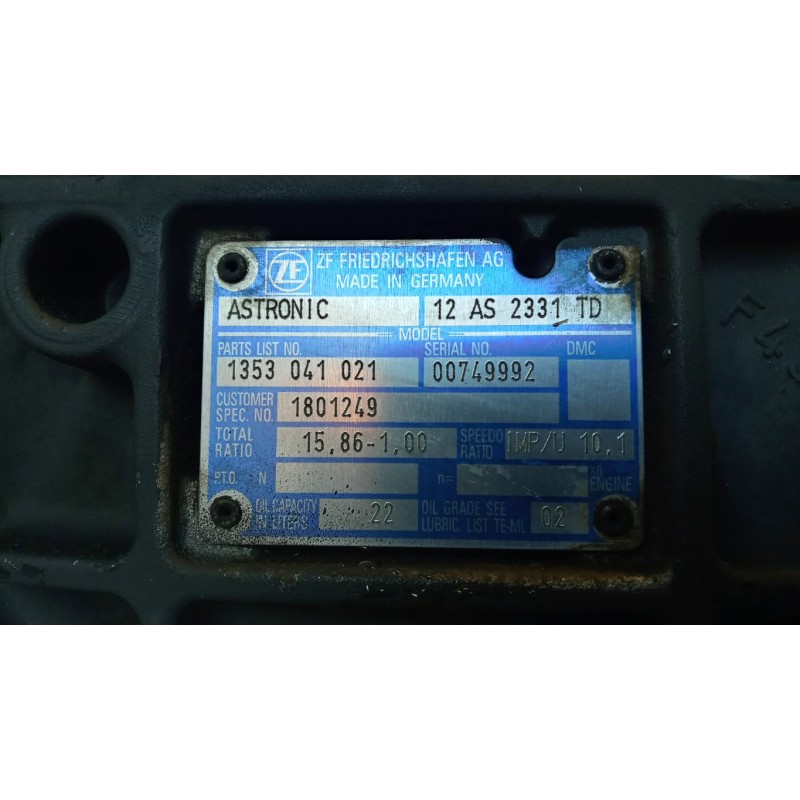 ZF FRIEDRICHSHAFEN AG
MADE IN GERMANY
ASTRONIC 12 AS 2331 TD
MODEL
PARTS LIST NO. SERIAL NO. DMC
1353 041 021 00749992
CUSTOMER
SPEC. NO. 1801249
TOTAL
RATIO 15,86-1,00 SPEEDO
RATIO IMP/U 10,1
P.T.O. N n= XB
ENGINE
OIL CAPACITY
IN LITERS 22 OIL GRADE SEE
LUBRIC. LIST TE-ML 02